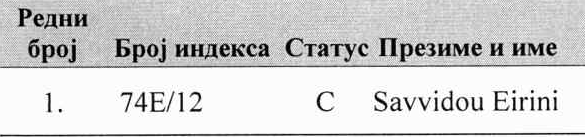 Редни број Број индекса Статус Презиме и име
1. 74E/12 С Savvidou Eirini